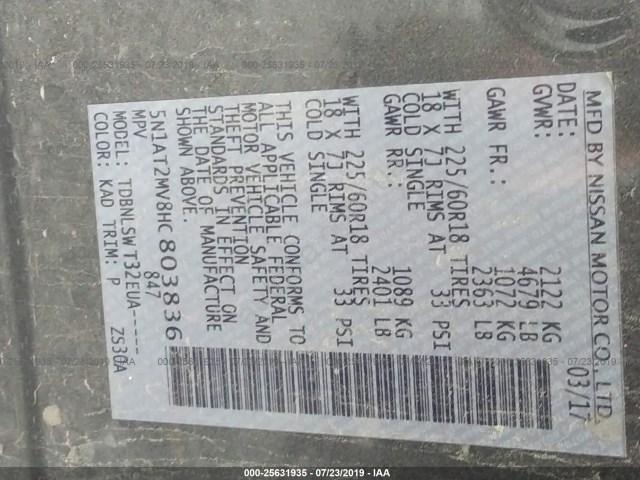 MFD BY NISSAN MOTOR CO., LTD.
DATE: 03/17
GVWR: 2122 KG
4679 LB
GAWR FR.: 1072 KG
2363 LB
WITH 225/60R18 TIRES
18 X 7J RIMS AT 33 PSI
COLD SINGLE
GAWR RR.: 1089 KG
2401 LB
WITH 225/60R18 TIRES
18 X 7J RIMS AT 33 PSI
COLD SINGLE
THIS VEHICLE CONFORMS TO
ALL APPLICABLE FEDERAL
MOTOR VEHICLE SAFETY AND
THEFT PREVENTION
STANDARDS IN EFFECT ON
THE DATE OF MANUFACTURE
SHOWN ABOVE.
5N1AT2MV8HC803836
MPV 847
MODEL: TDBNLSWT32EUA-----
COLOR: KAD TRIM: P ZS30A
000-25631935 - 07/23/2019 - IAA